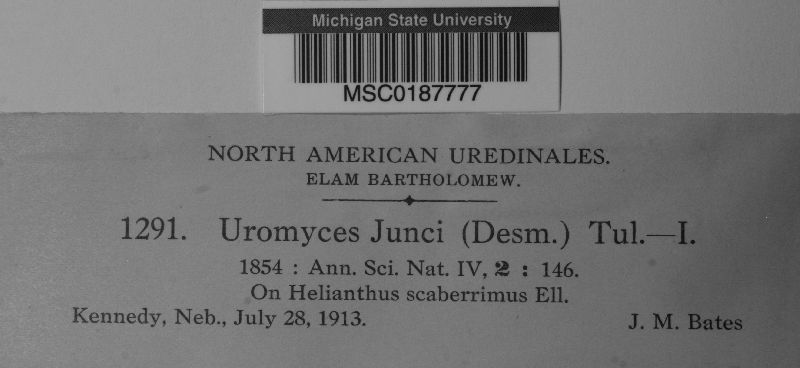 Michigan State University
MSC0187777
NORTH AMERICAN UREDINALES.
ELAM BARTHOLOMEW.
1291. Uromyces Junci (Desm.) Tul.—I.
1854 : Ann. Sci. Nat. IV, 2 : 146.
On Helianthus scaberrimus Ell.
Kennedy, Neb., July 28, 1913. J. M. Bates